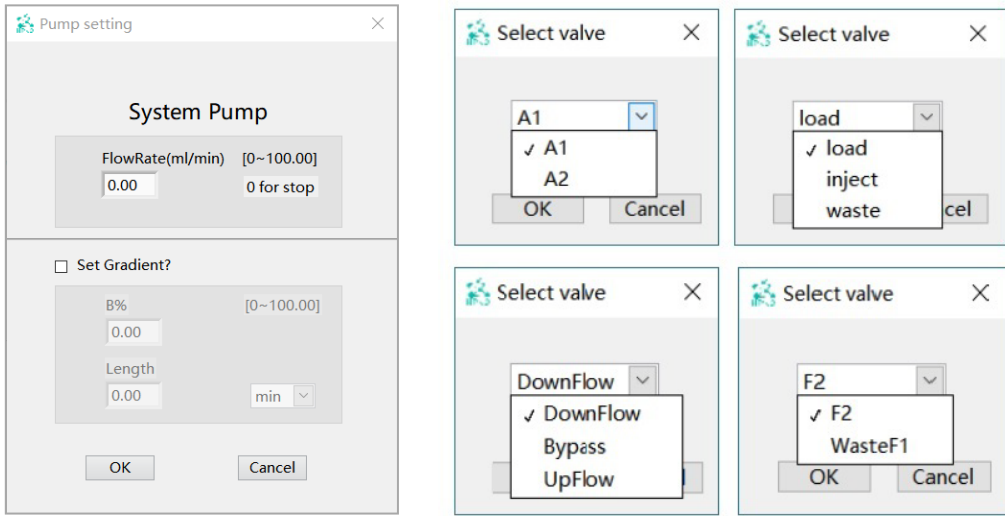 Pump setting
System Pump
FlowRate(ml/min) [0~100.00]
0.00 0 for stop
Set Gradient?
B% [0~100.00]
0.00
Length
0.00 min
OK Cancel
Select valve
A1
✓ A1
A2
OK Cancel
Select valve
load
✓ load
inject
waste
cel
Select valve
DownFlow
✓ DownFlow
Bypass
UpFlow
Select valve
F2
✓ F2
WasteF1
OK Cancel